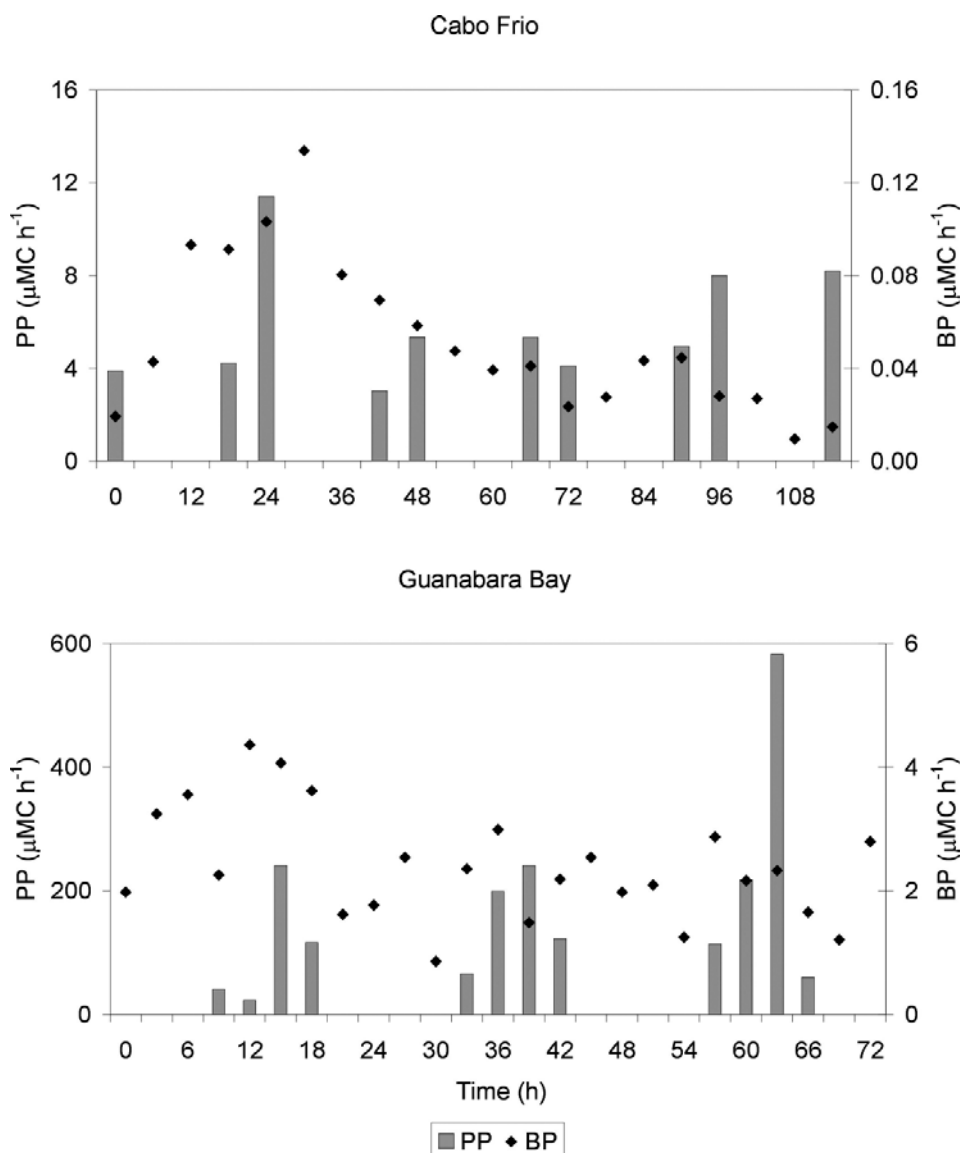 Cabo Frio
16
12
8
4
0
PP (μMC h-1)
0.16
0.12
0.08
0.04
0.00
BP (μMC h-1)
0 12 24 36 48 60 72 84 96 108
Guanabara Bay
600
400
200
0
PP (μMC h-1)
6
4
2
0
BP (μMC h-1)
0 6 12 18 24 30 36 42 48 54 60 66 72
Time (h)
PP BP